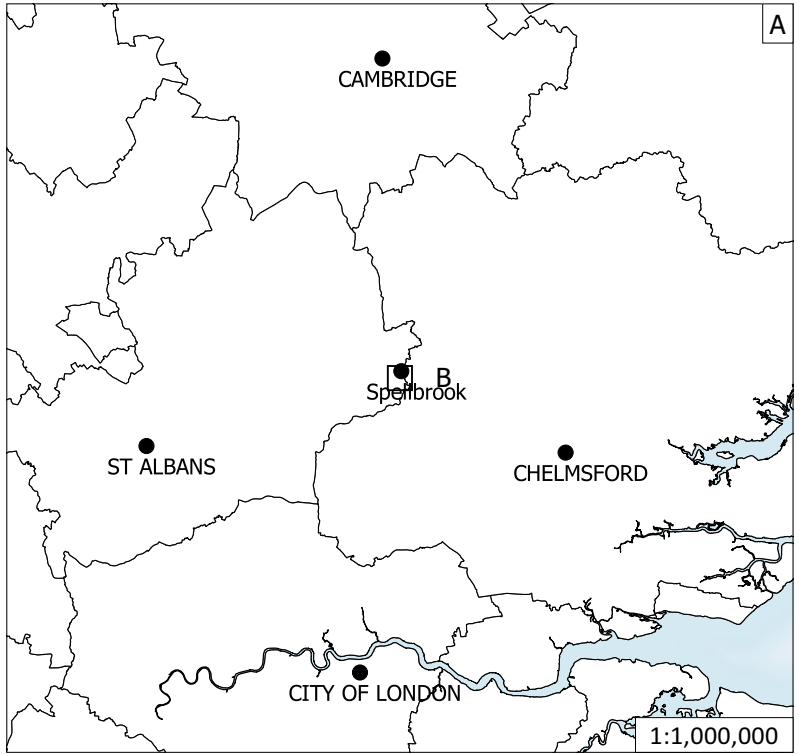 A
CAMBRIDGE
B
Spellbrook
ST ALBANS
CHELMSFORD
CITY OF LONDON
1:1,000,000